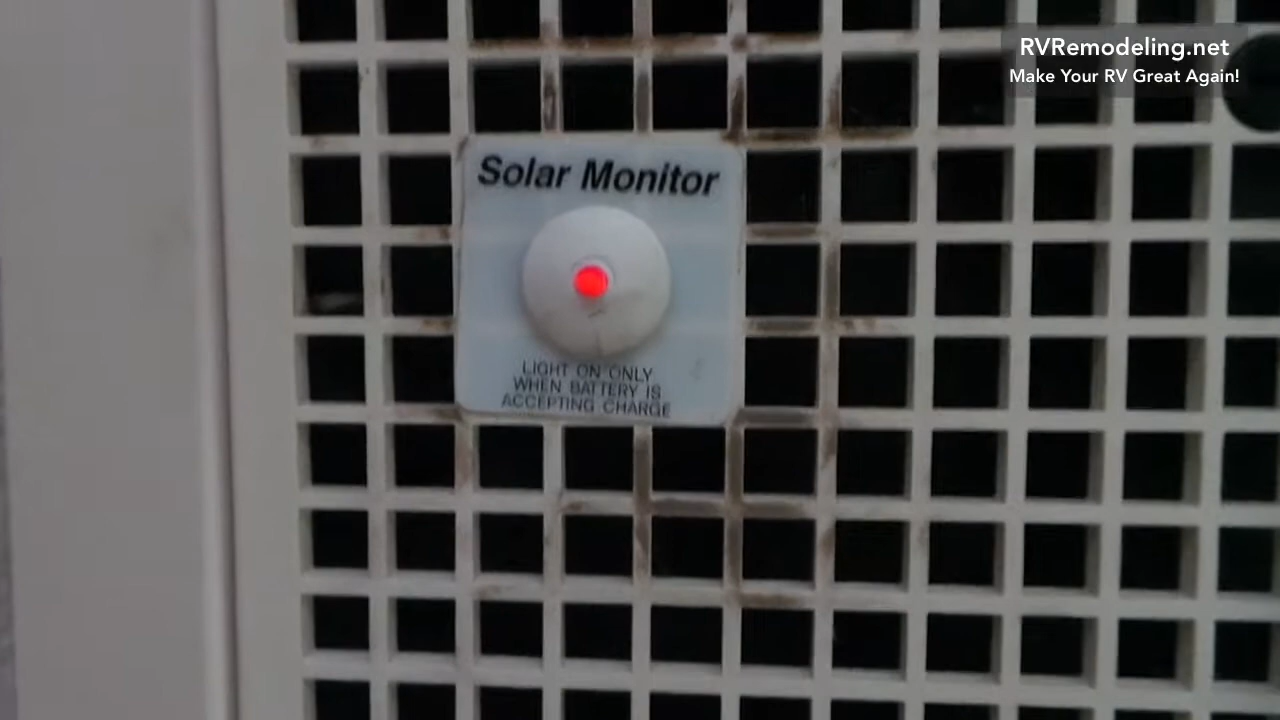 RVRemodeling.net
Make Your RV Great Again!
Solar Monitor
LIGHT ON ONLY
WHEN BATTERY IS
ACCEPTING CHARGE